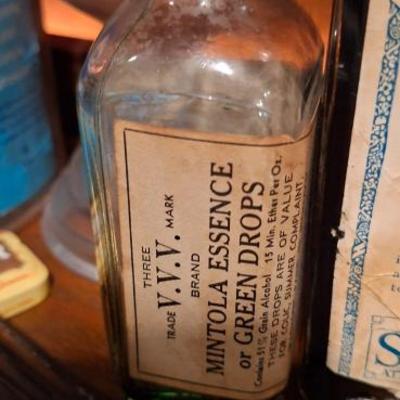 THREE
TRADE V.V.V. MARK
BRAND
MINTOLA ESSENCE
or GREEN DROPS
Contains 51% Grain Alcohol 15 Min. Ether Per Oz.
THESE DROPS ARE OF VALUE
FOR COLIC, SUMMER COMPLAINT,
S